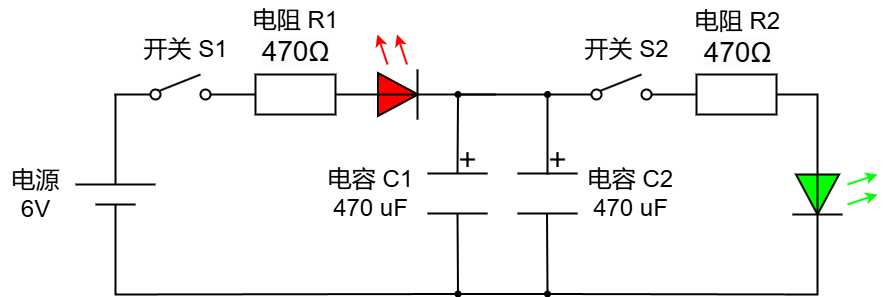 开关 S1
电阻 R1
470Ω
开关 S2
电阻 R2
470Ω
电源
6V
+
电容 C1
470 uF
+
电容 C2
470 uF